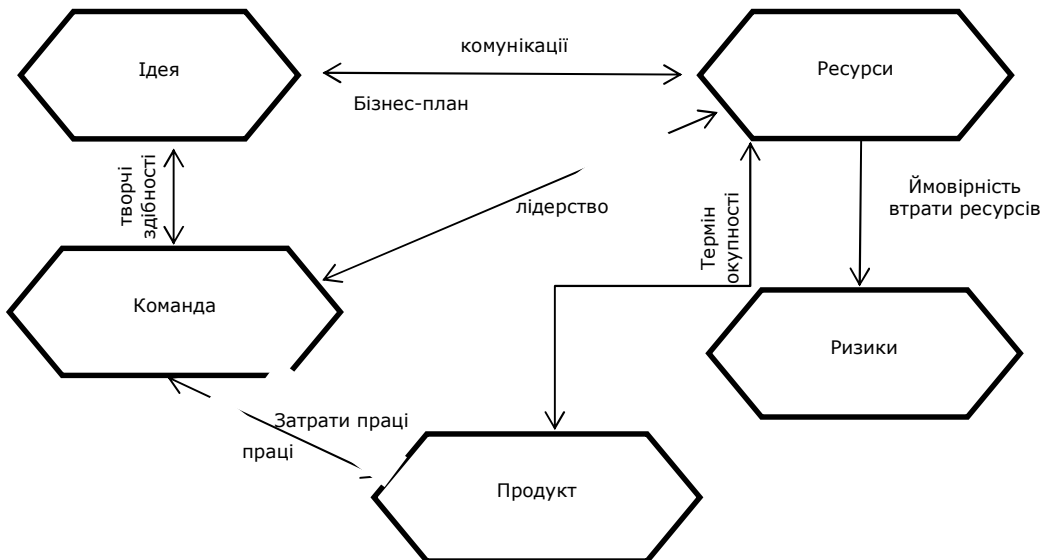 комунікації
Ідея
Ресурси
Бізнес-план
творчі
здібності
лідерство
Термін
окупності
Ймовірність
втрати ресурсів
Команда
Ризики
Затрати праці
праці
Продукт